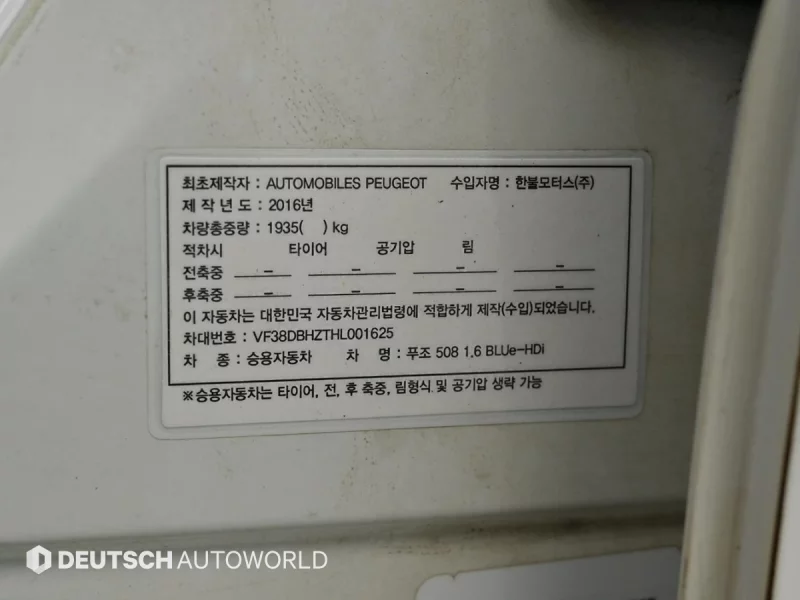 최초제작자 : AUTOMOBILES PEUGEOT 수입자명 : 한불모터스(주)
제 작 년 도 : 2016년
차량총중량 : 1935( ) kg
적차시 타이어 공기압 림
전축중 – – – –
후축중 – – – –
이 자동차는 대한민국 자동차관리법령에 적합하게 제작(수입)되었습니다.
차대번호 : VF38DBHZTHL001625
차 종 : 승용자동차 차 명 : 푸조 508 1.6 BLUe-HDi
※승용자동차는 타이어, 전, 후 축중, 림형식 및 공기압 생략 가능
DEUTSCH AUTOWORLD